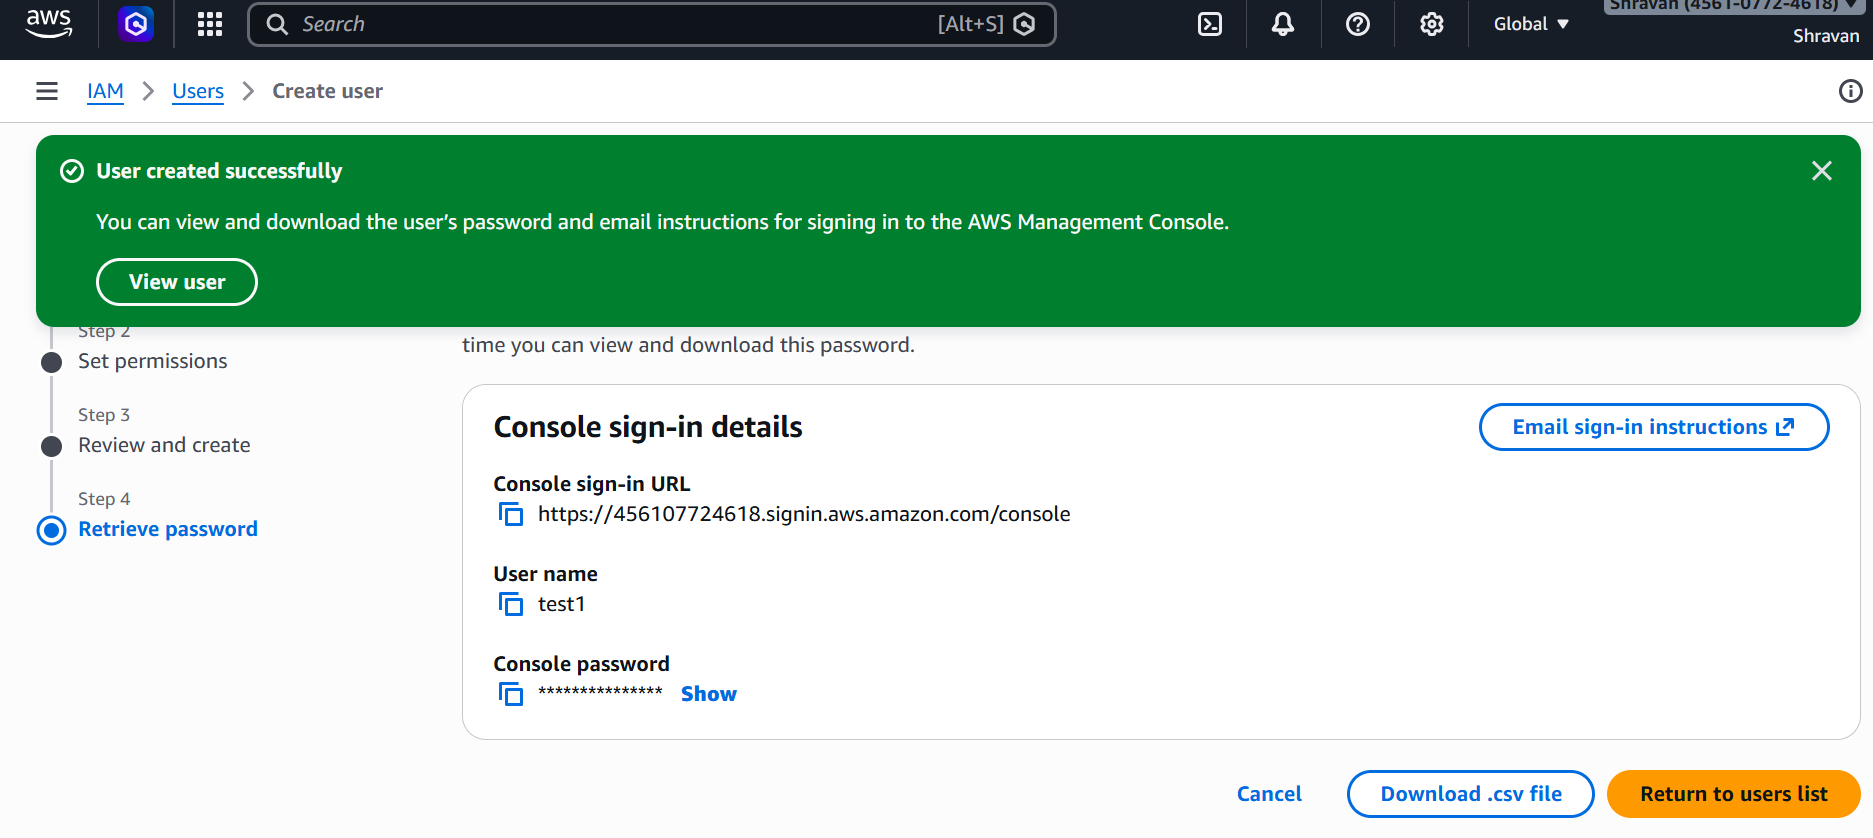 aws
Search
[Alt+S]
Global
Shravan (4561-0772-4618)
Shravan
IAM
Users
Create user
User created successfully
You can view and download the user’s password and email instructions for signing in to the AWS Management Console.
View user
Step 2
Set permissions
Step 3
Review and create
Step 4
Retrieve password
time you can view and download this password.
Console sign-in details
Email sign-in instructions
Console sign-in URL
https://456107724618.signin.aws.amazon.com/console
User name
test1
Console password
*************** Show
Cancel
Download .csv file
Return to users list